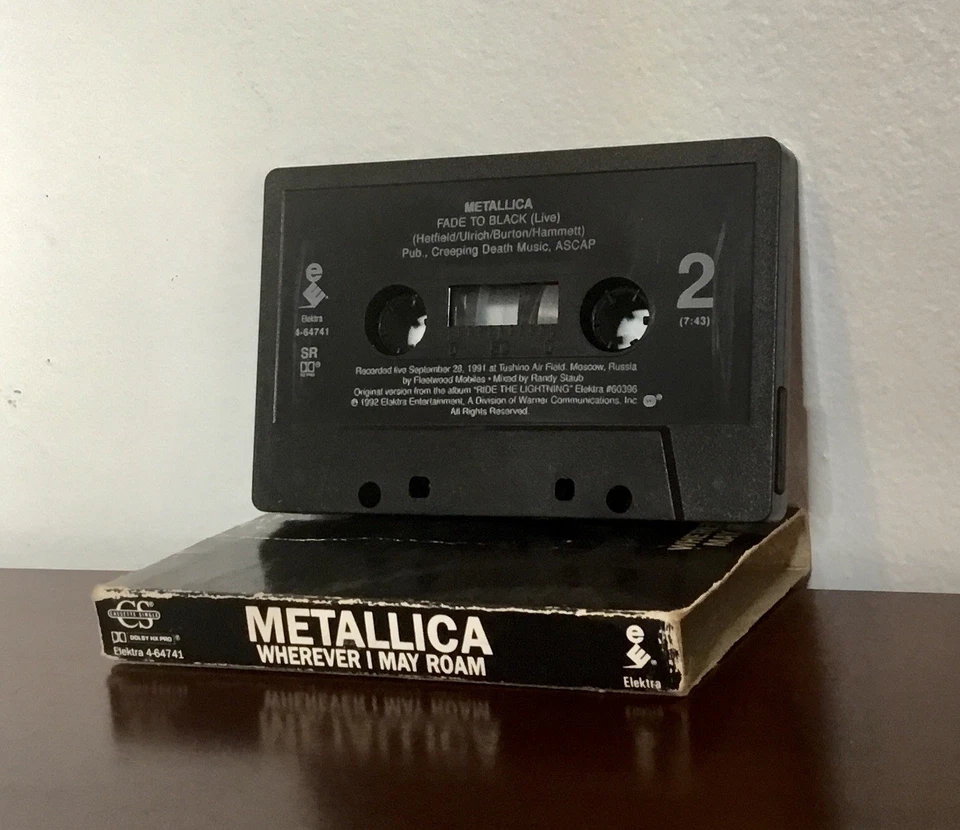 METALLICA
FADE TO BLACK (Live)
(Hetfield/Ulrich/Burton/Hammett)
Pub., Creeping Death Music, ASCAP
e
Elektra
4-64741
SR
2
(7:43)
Recorded live September 28, 1991 at Tushino Air Field, Moscow, Russia
by Fleetwood Mobiles • Mixed by Randy Staub
Original version from the album "RIDE THE LIGHTNING" Elektra #60396
℗ 1992 Elektra Entertainment, A Division of Warner Communications, Inc
All Rights Reserved.
CS®
CASSETTE SINGLE
DOLBY HX PRO®
Elektra 4-64741
METALLICA
WHEREVER I MAY ROAM
e
Elektra